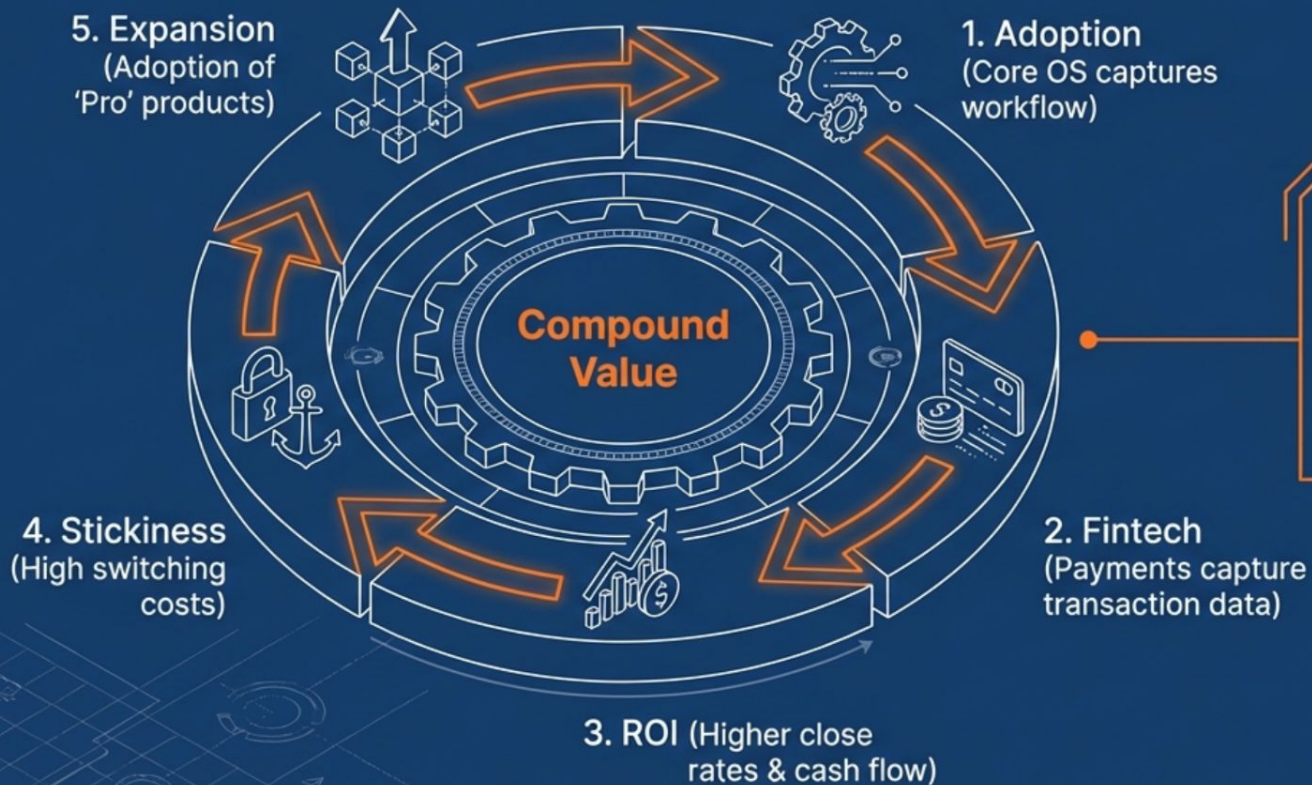 5. Expansion
(Adoption of
‘Pro’ products)
1. Adoption
(Core OS captures
workflow)
Compound
Value
2. Fintech
(Payments capture
transaction data)
3. ROI (Higher close
rates & cash flow)
4. Stickiness
(High switching
costs)